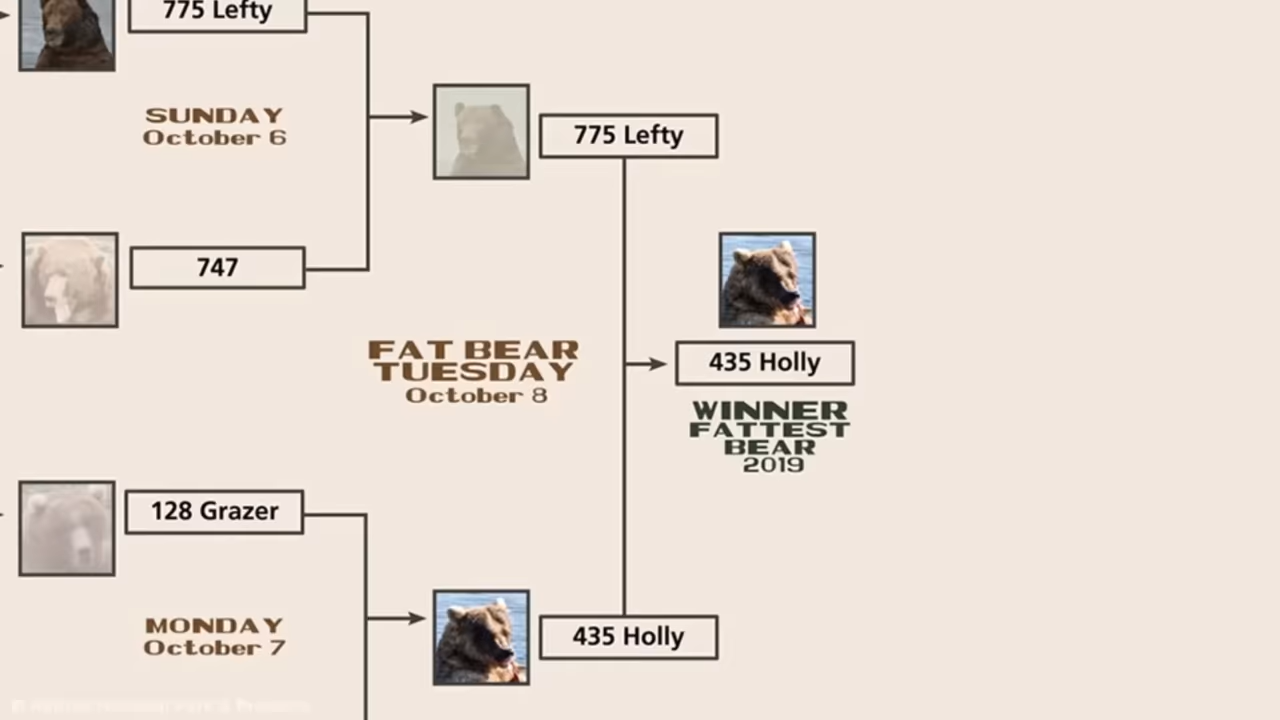 775 Lefty
SUNDAY
October 6
775 Lefty
747
FAT BEAR
TUESDAY
October 8
435 Holly
WINNER
FATTEST
BEAR
2019
128 Grazer
MONDAY
October 7
435 Holly